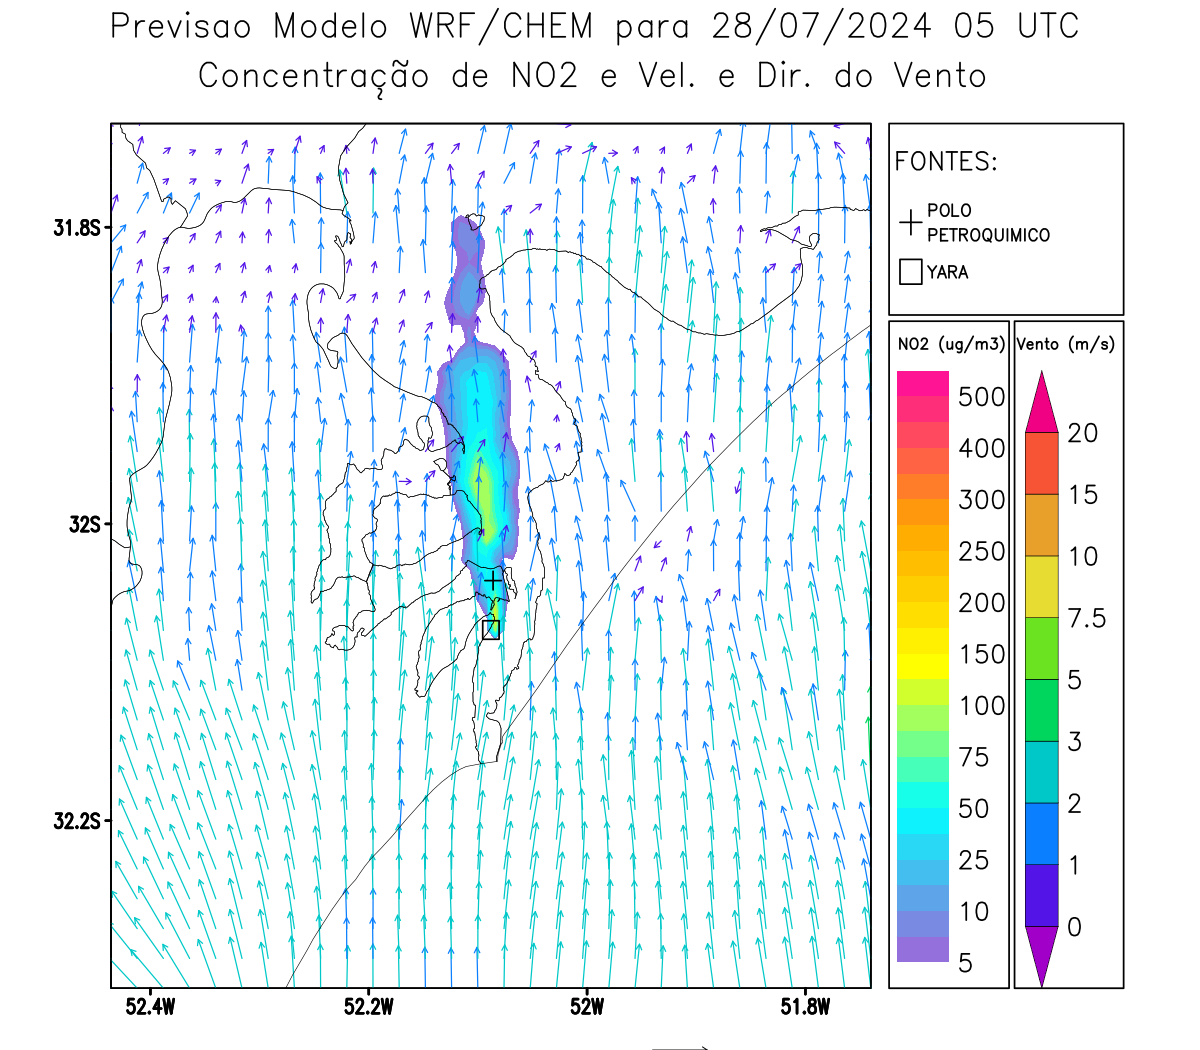 Previsao Modelo WRF/CHEM para 28/07/2024 05 UTC
Concentração de NO2 e Vel. e Dir. do Vento
FONTES:
POLO
PETROQUIMICO
YARA
31.8S
32S
32.2S
52.4W
52.2W
52W
51.8W
NO2 (ug/m3)
500
400
300
250
200
150
100
75
50
25
10
5
Vento (m/s)
20
15
10
7.5
5
3
2
1
0